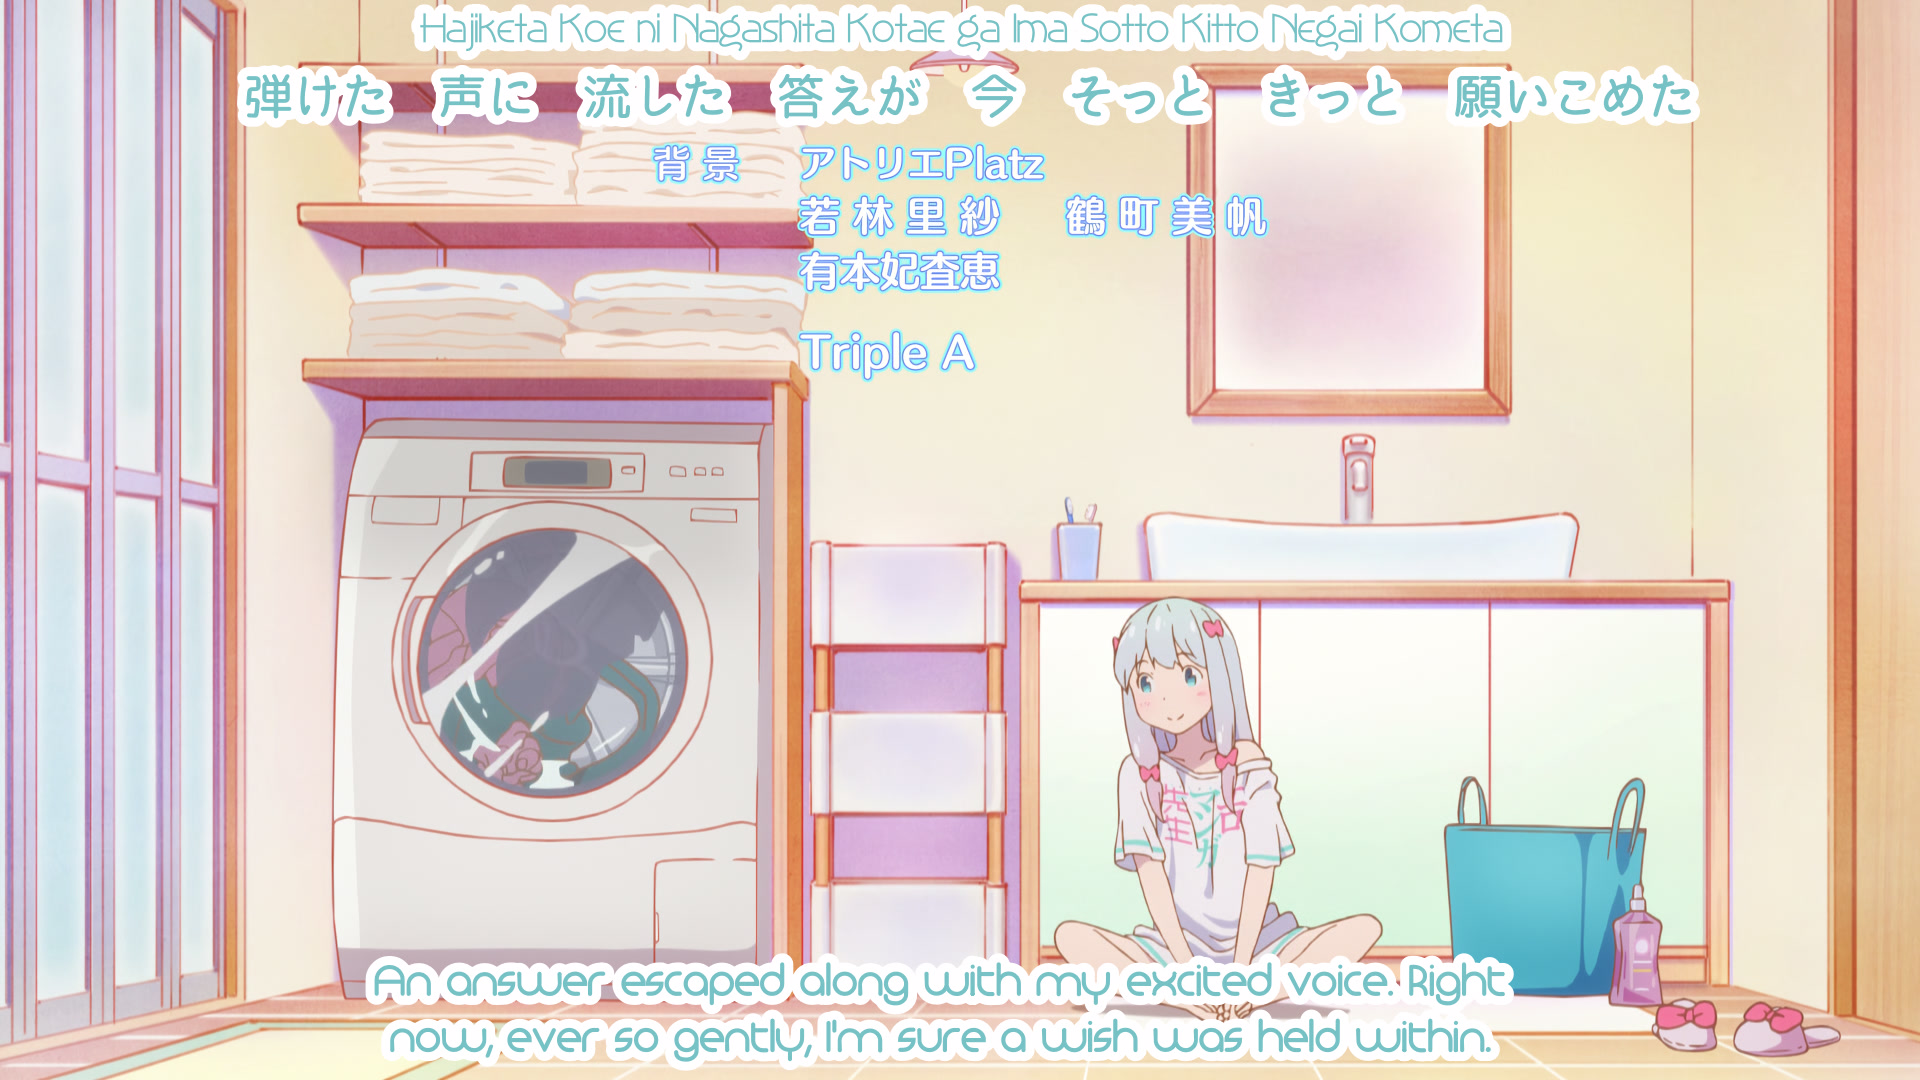 Hajiketa Koe ni Nagashita Kotae ga Ima Sotto Kitto Negai Kometa
弾けた 声に 流した 答えが 今 そっと きっと 願いこめた
背景 アトリエPlatz
若林里紗 鶴町美帆
有本妃査恵
Triple A
An answer escaped along with my excited voice. Right
now, ever so gently, I'm sure a wish was held within.